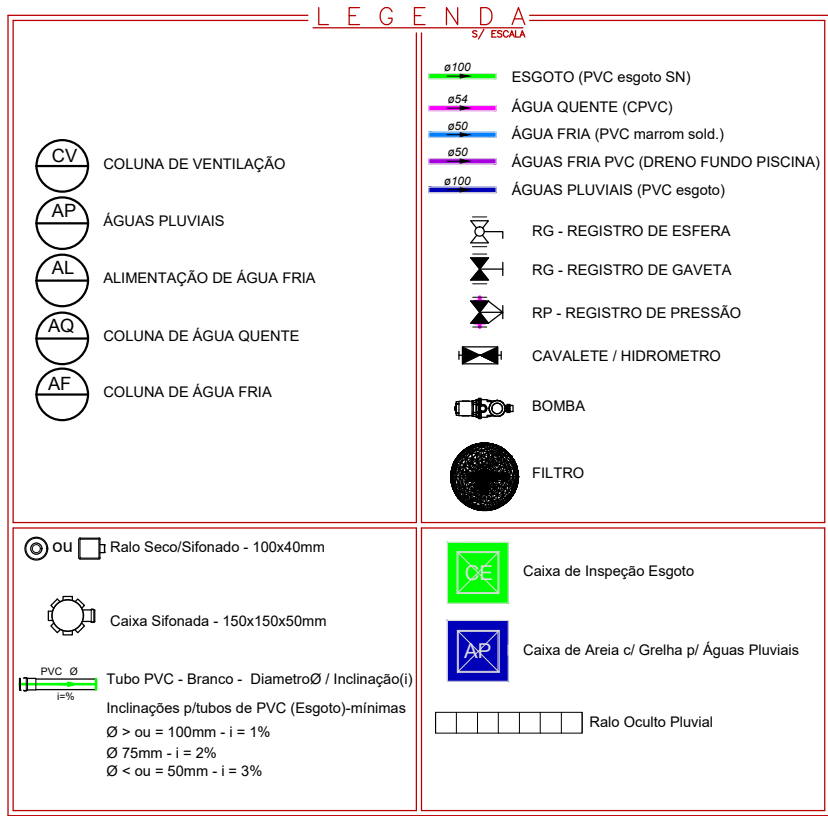 LEGENDA
S/ ESCALA
CV
COLUNA DE VENTILAÇÃO
AP
ÁGUAS PLUVIAIS
AL
ALIMENTAÇÃO DE ÁGUA FRIA
AQ
COLUNA DE ÁGUA QUENTE
AF
COLUNA DE ÁGUA FRIA
ø100
ESGOTO (PVC esgoto SN)
ø54
ÁGUA QUENTE (CPVC)
ø50
ÁGUA FRIA (PVC marrom sold.)
ø50
ÁGUAS FRIA PVC (DRENO FUNDO PISCINA)
ø100
ÁGUAS PLUVIAIS (PVC esgoto)
RG - REGISTRO DE ESFERA
RG - REGISTRO DE GAVETA
RP - REGISTRO DE PRESSÃO
CAVALETE / HIDROMETRO
BOMBA
FILTRO
ou Ralo Seco/Sifonado - 100x40mm
Caixa Sifonada - 150x150x50mm
PVC Ø
i=%
Tubo PVC - Branco - DiametroØ / Inclinação(i)
Inclinações p/tubos de PVC (Esgoto)-mínimas
Ø > ou = 100mm - i = 1%
Ø 75mm - i = 2%
Ø < ou = 50mm - i = 3%
CE
Caixa de Inspeção Esgoto
AP
Caixa de Areia c/ Grelha p/ Águas Pluviais
Ralo Oculto Pluvial